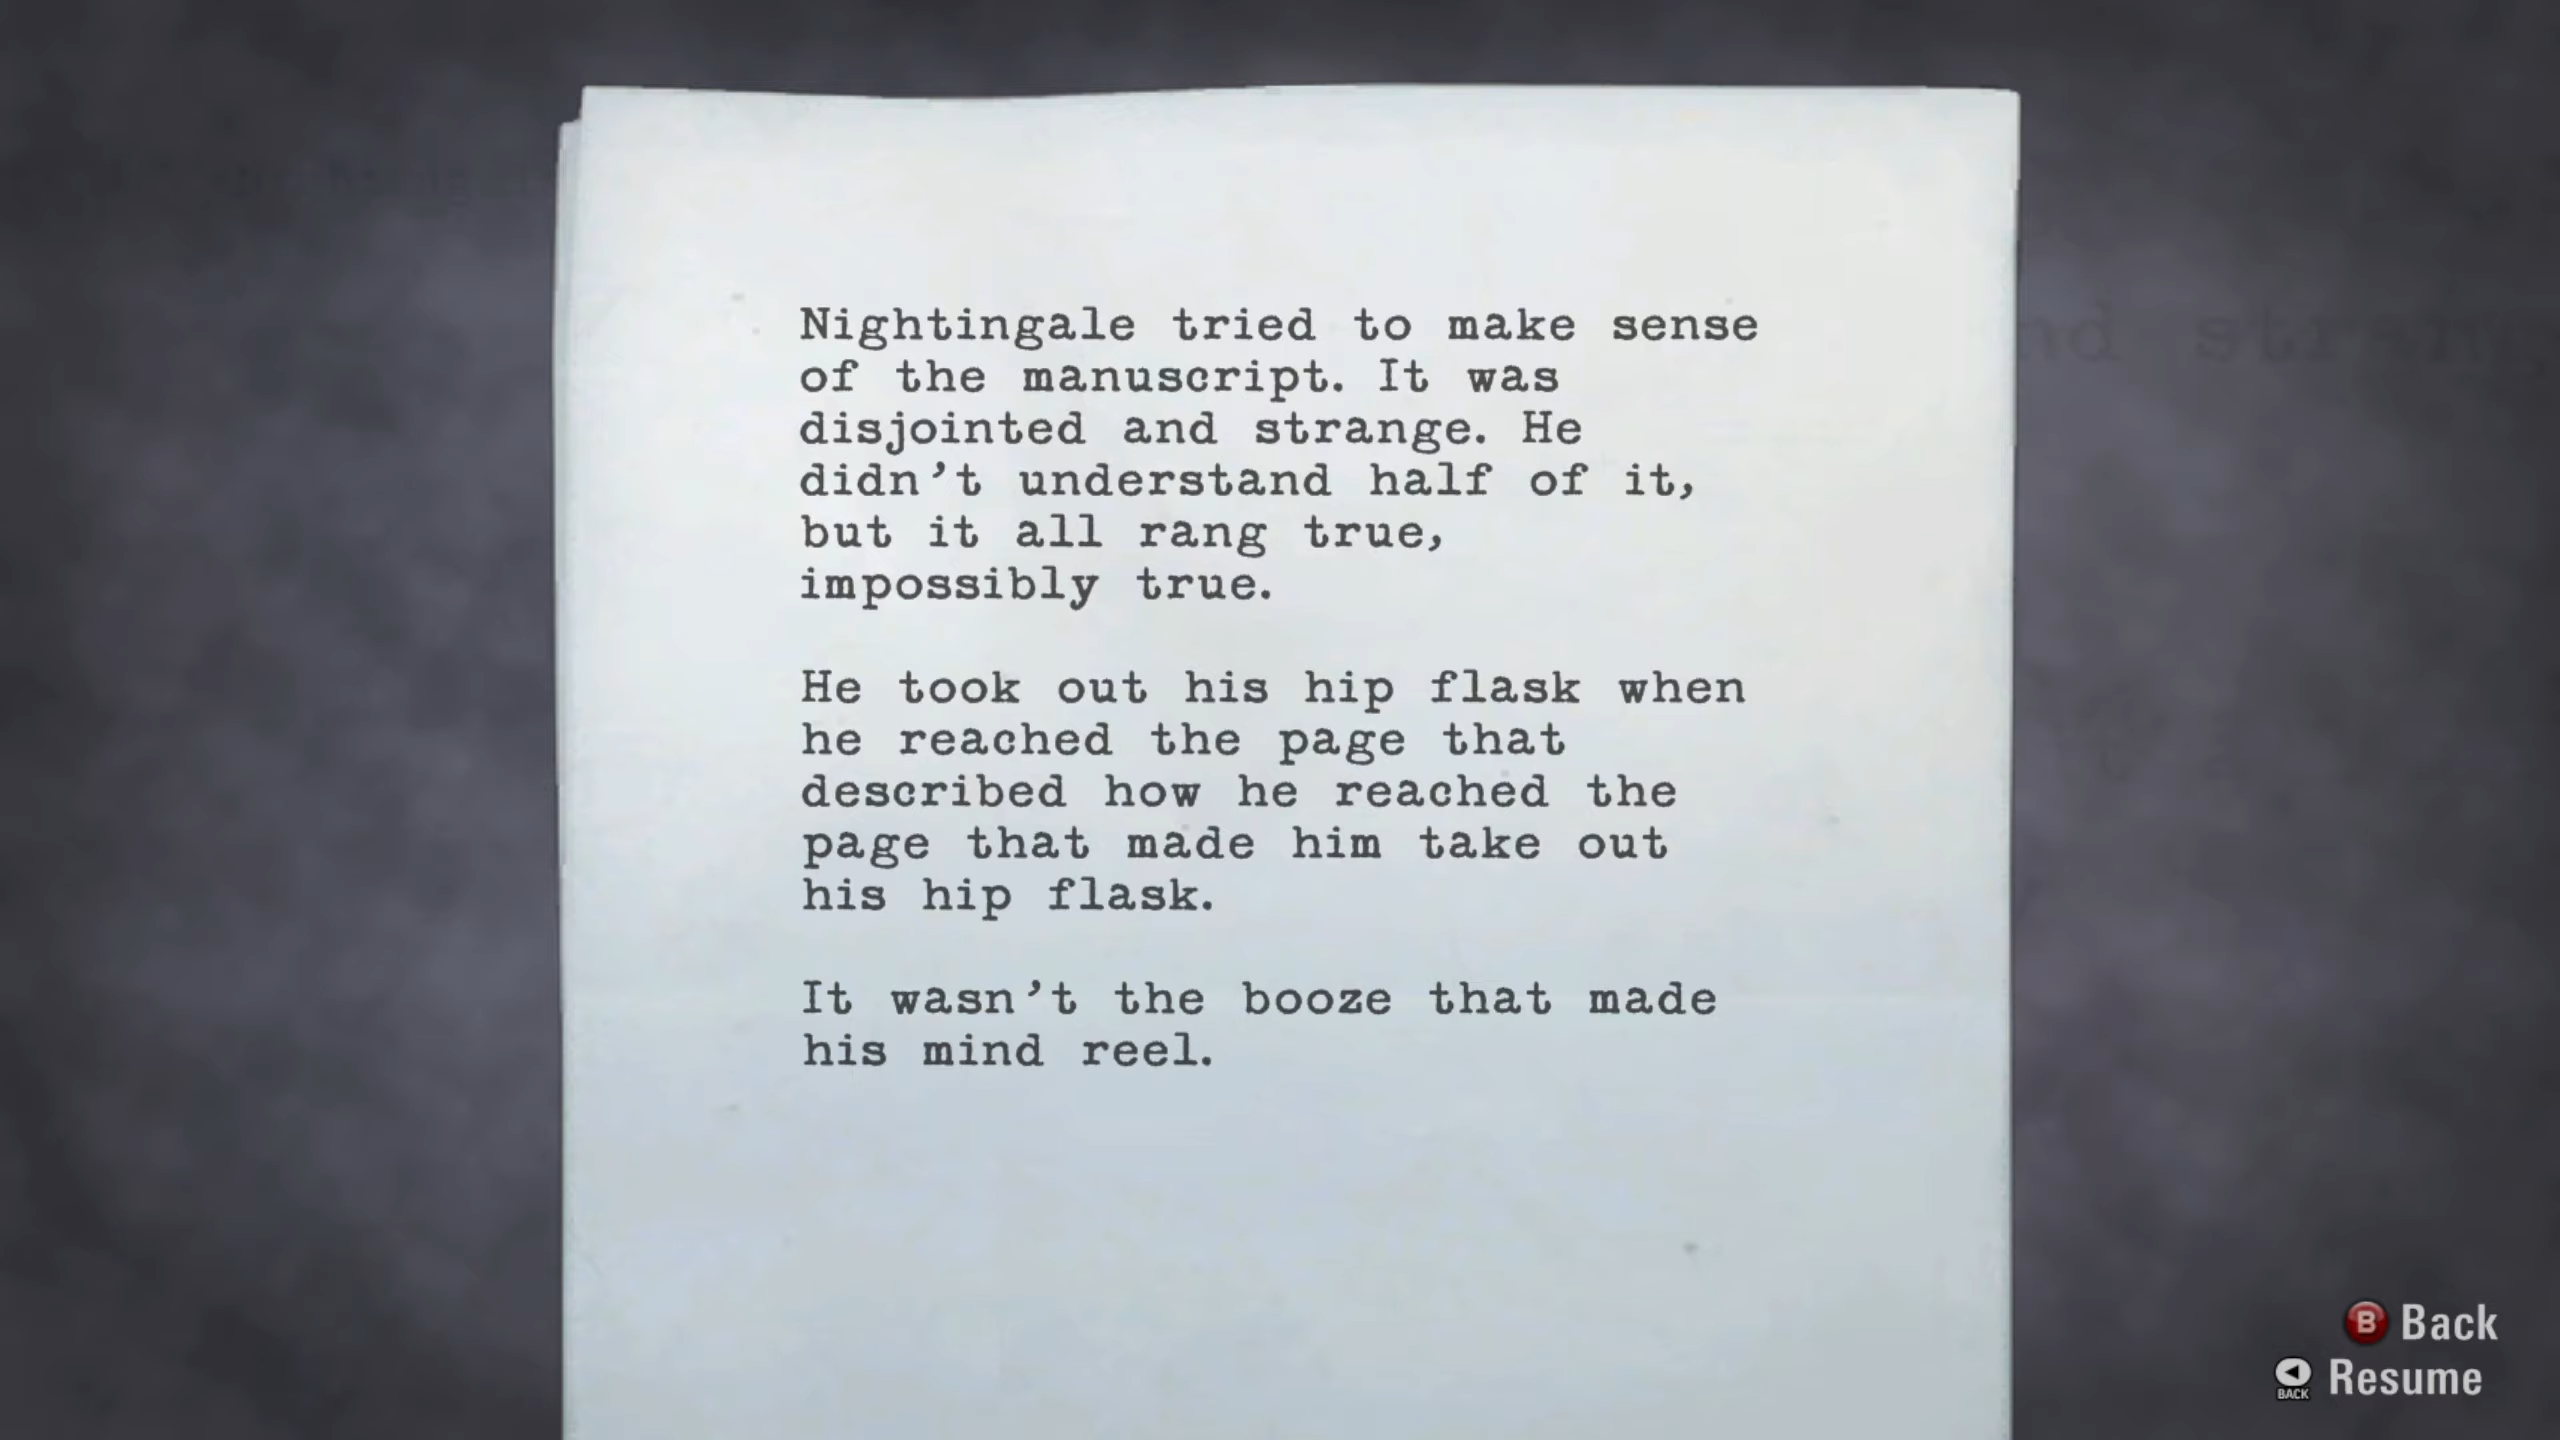 Nightingale tried to make sense
of the manuscript. It was
disjointed and strange. He
didn’t understand half of it,
but it all rang true,
impossibly true.
He took out his hip flask when
he reached the page that
described how he reached the
page that made him take out
his hip flask.
It wasn’t the booze that made
his mind reel.
B Back
BACK Resume